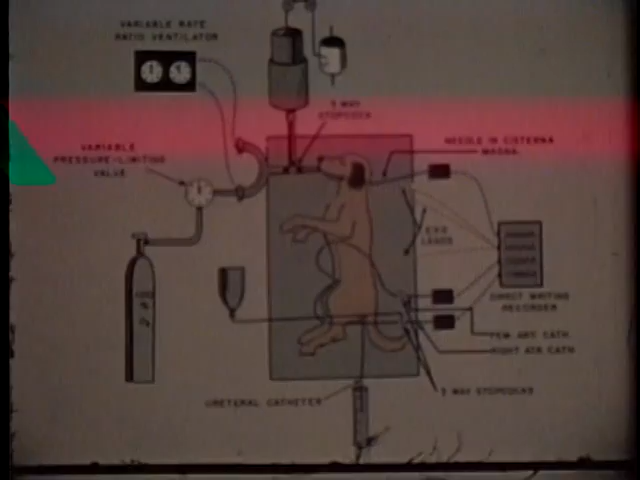 VARIABLE RATE
RATIO VENTILATOR
3 WAY
STOPCOCK
VARIABLE
PRESSURE-LIMITING
VALVE
NEEDLE IN CISTERNA
MAGNA
EKG
LEADS
DIRECT WRITING
RECORDER
FEM ART CATH.
RIGHT ATR CATH.
3 WAY STOPCOCKS
URETERAL CATHETER